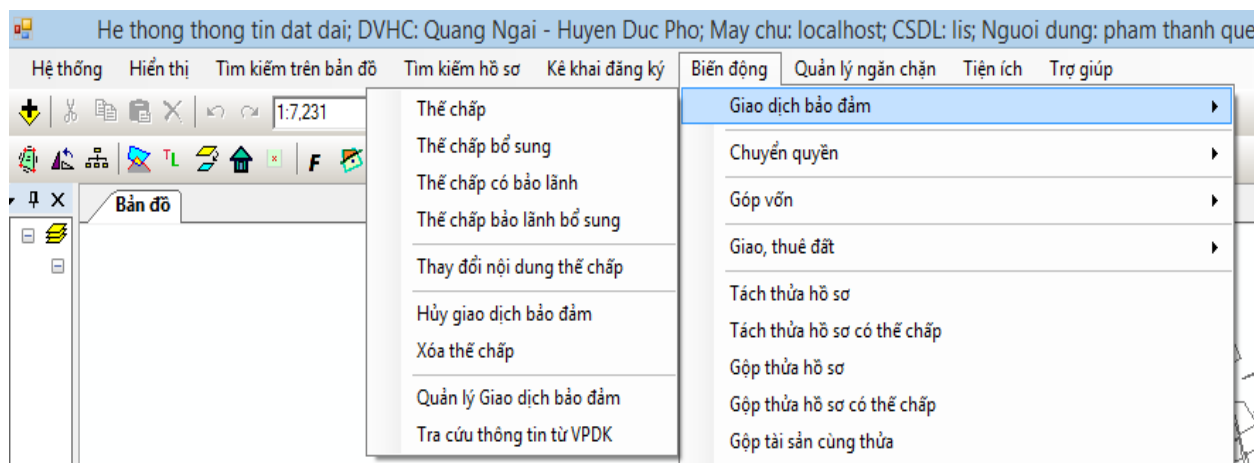 He thong thong tin dat dai; DVHC: Quang Ngai - Huyen Duc Pho; May chu: localhost; CSDL: lis; Nguoi dung: pham thanh que
Hệ thống Hiển thị Tìm kiếm trên bản đồ Tìm kiếm hồ sơ Kê khai đăng ký Biến động Quản lý ngăn chặn Tiện ích Trợ giúp
1:7,231
TL F
Bản đồ
Thế chấp
Thế chấp bổ sung
Thế chấp có bảo lãnh
Thế chấp bảo lãnh bổ sung
Thay đổi nội dung thế chấp
Hủy giao dịch bảo đảm
Xóa thế chấp
Quản lý Giao dịch bảo đảm
Tra cứu thông tin từ VPDK
Giao dịch bảo đảm
Chuyển quyền
Góp vốn
Giao, thuê đất
Tách thửa hồ sơ
Tách thửa hồ sơ có thế chấp
Gộp thửa hồ sơ
Gộp thửa hồ sơ có thế chấp
Gộp tài sản cùng thửa